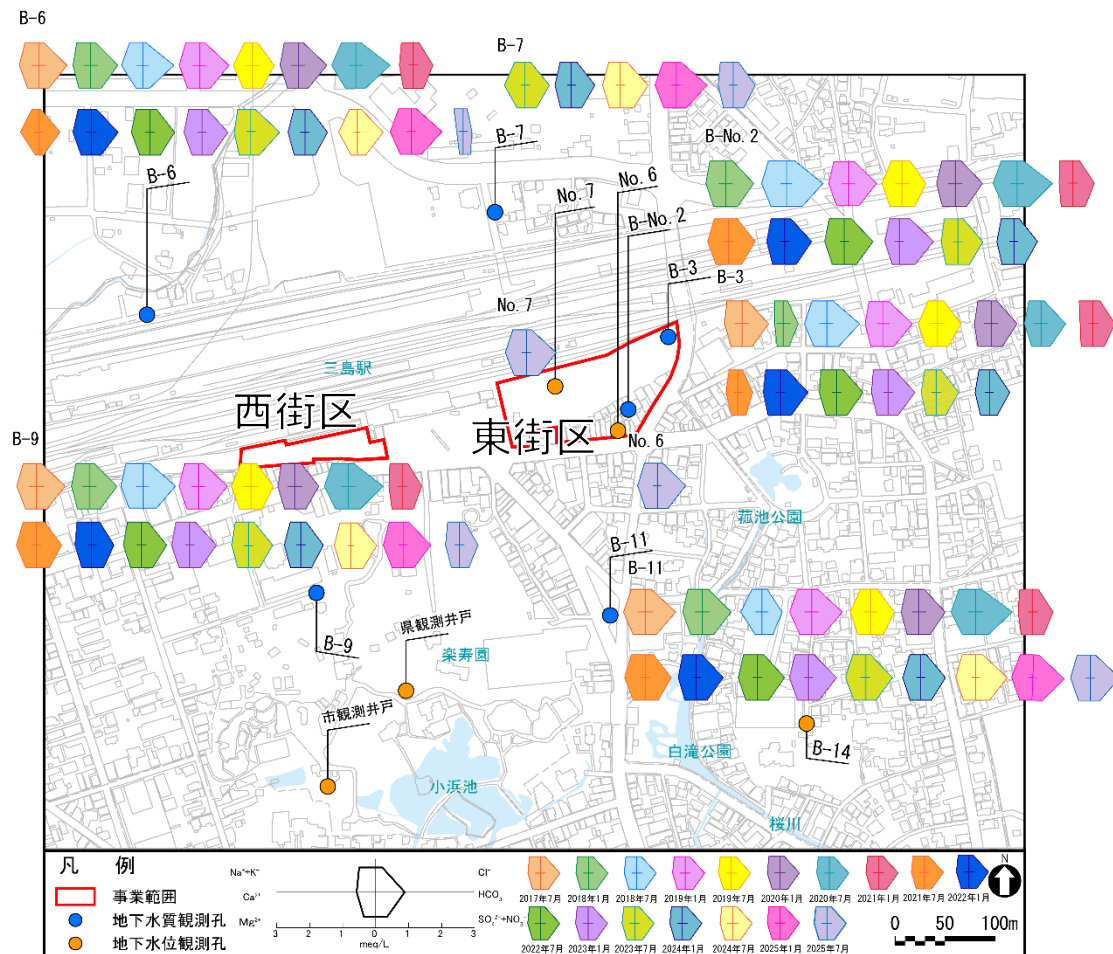 B-6
B-7
B-7
B-6
B-No.2
No.7
No.6
B-No.2
B-3
B-3
No.7
三島駅
西街区
東街区
No.6
B-9
菰池公園
B-11
B-11
県観測井戸
楽寿園
B-9
市観測井戸
白滝公園
B-14
小浜池
桜川
凡 例
事業範囲
地下水質観測孔
地下水位観測孔
Na⁺+K⁺
Cl⁻
Ca²⁺
HCO₃
Mg²⁺
SO₄²⁻+NO₃⁻
3 2 1 0 1 2 3
meq/L
2017年7月 2018年1月 2018年7月 2019年1月 2019年7月 2020年1月 2020年7月 2021年1月 2021年7月 2022年1月
2022年7月 2023年1月 2023年7月 2024年1月 2024年7月 2025年1月 2025年7月
N
0 50 100m